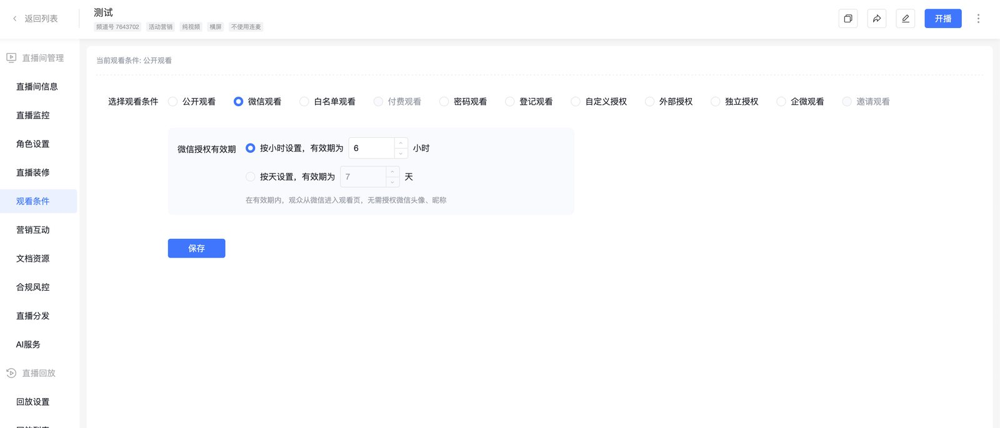 返回列表
测试
频道号 7643702 活动营销 纯视频 横屏 不使用连麦
开播
直播间管理
直播间信息
直播监控
角色设置
直播装修
观看条件
营销互动
文档资源
合规风控
直播分发
AI服务
直播回放
回放设置
当前观看条件: 公开观看
选择观看条件 公开观看 微信观看 白名单观看 付费观看 密码观看 登记观看 自定义授权 外部授权 独立授权 企微观看 邀请观看
微信授权有效期 按小时设置，有效期为 6 小时
按天设置，有效期为 7 天
在有效期内，观众从微信进入观看页，无需授权微信头像、昵称
保存